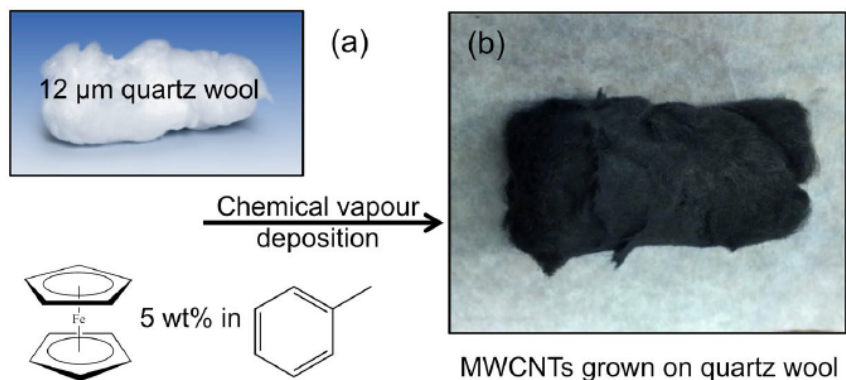 (a)
12 µm quartz wool
(b)
Chemical vapour
deposition
Fe
5 wt% in
MWCNTs grown on quartz wool